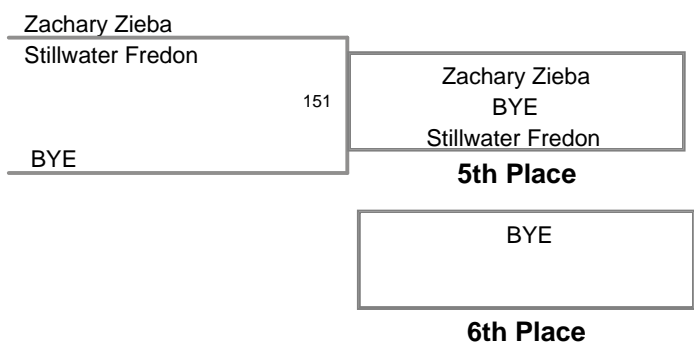 Zachary Zieba
Stillwater Fredon
151
BYE
Zachary Zieba
BYE
Stillwater Fredon
5th Place
BYE
6th Place